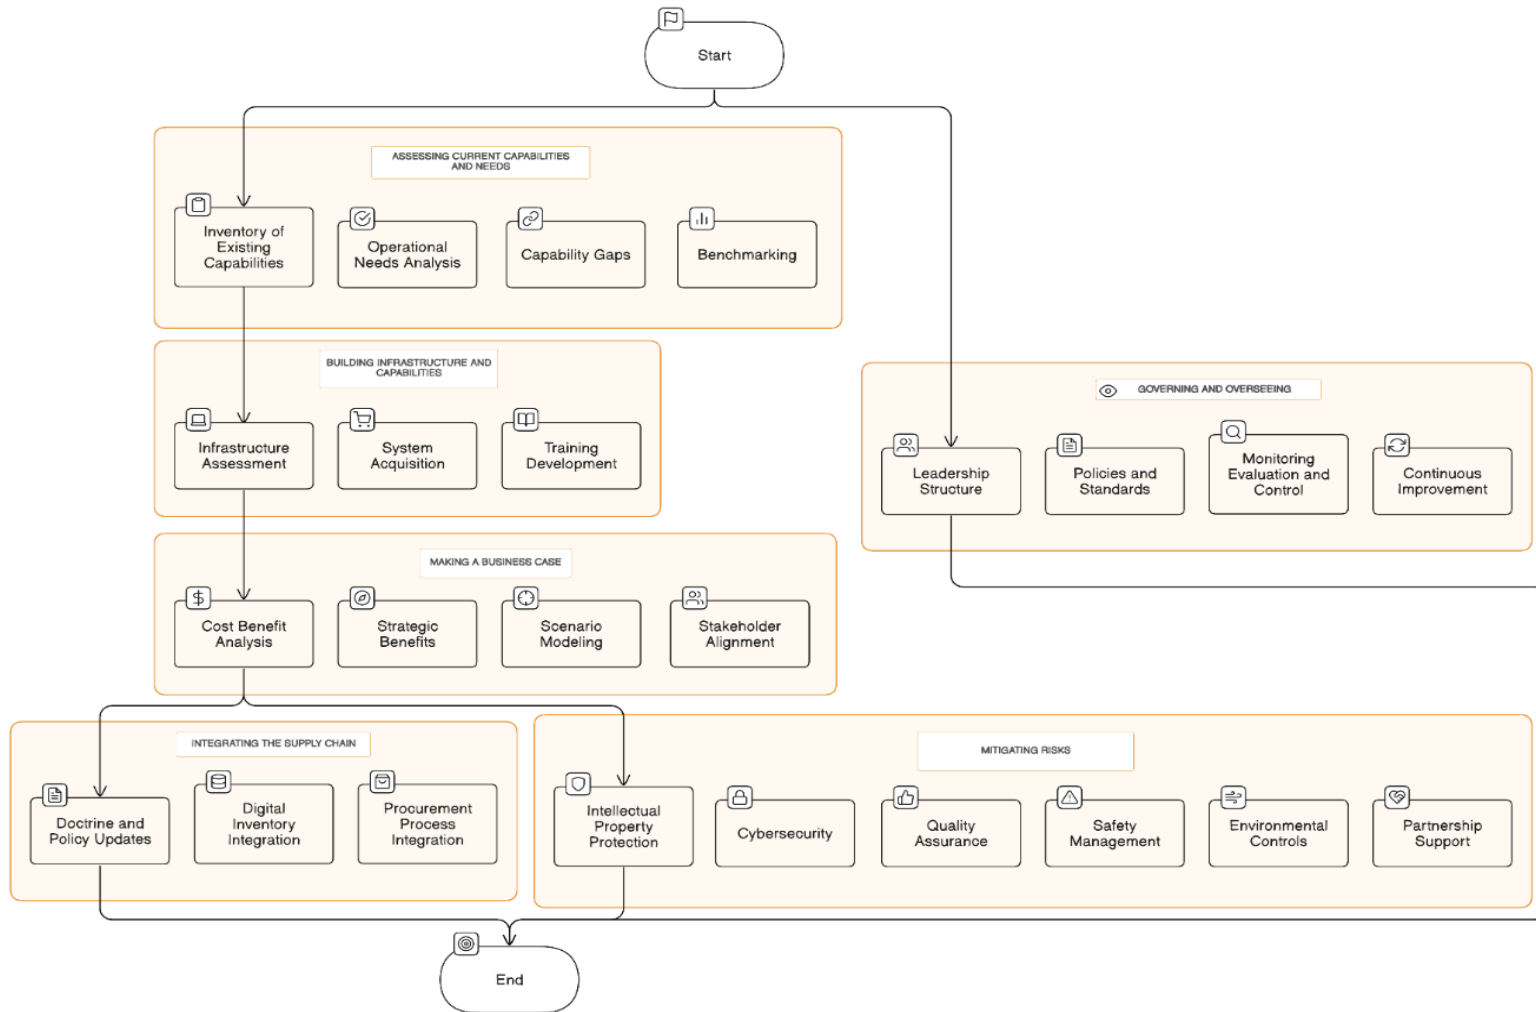 Start
ASSESSING CURRENT CAPABILITIES
AND NEEDS
Inventory of
Existing
Capabilities
Operational
Needs Analysis
Capability Gaps
Benchmarking
BUILDING INFRASTRUCTURE AND
CAPABILITIES
Infrastructure
Assessment
System
Acquisition
Training
Development
GOVERNING AND OVERSEEING
Leadership
Structure
Policies and
Standards
Monitoring
Evaluation and
Control
Continuous
Improvement
MAKING A BUSINESS CASE
Cost Benefit
Analysis
Strategic
Benefits
Scenario
Modeling
Stakeholder
Alignment
INTEGRATING THE SUPPLY CHAIN
Doctrine and
Policy Updates
Digital
Inventory
Integration
Procurement
Process
Integration
MITIGATING RISKS
Intellectual
Property
Protection
Cybersecurity
Quality
Assurance
Safety
Management
Environmental
Controls
Partnership
Support
End